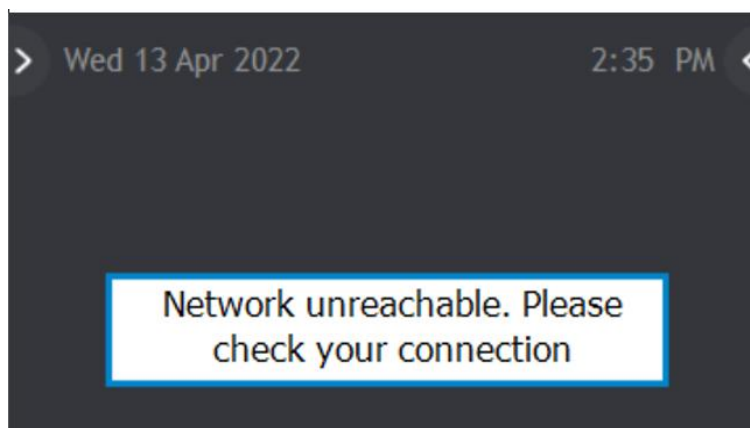 Wed 13 Apr 2022 2:35 PM
Network unreachable. Please
check your connection